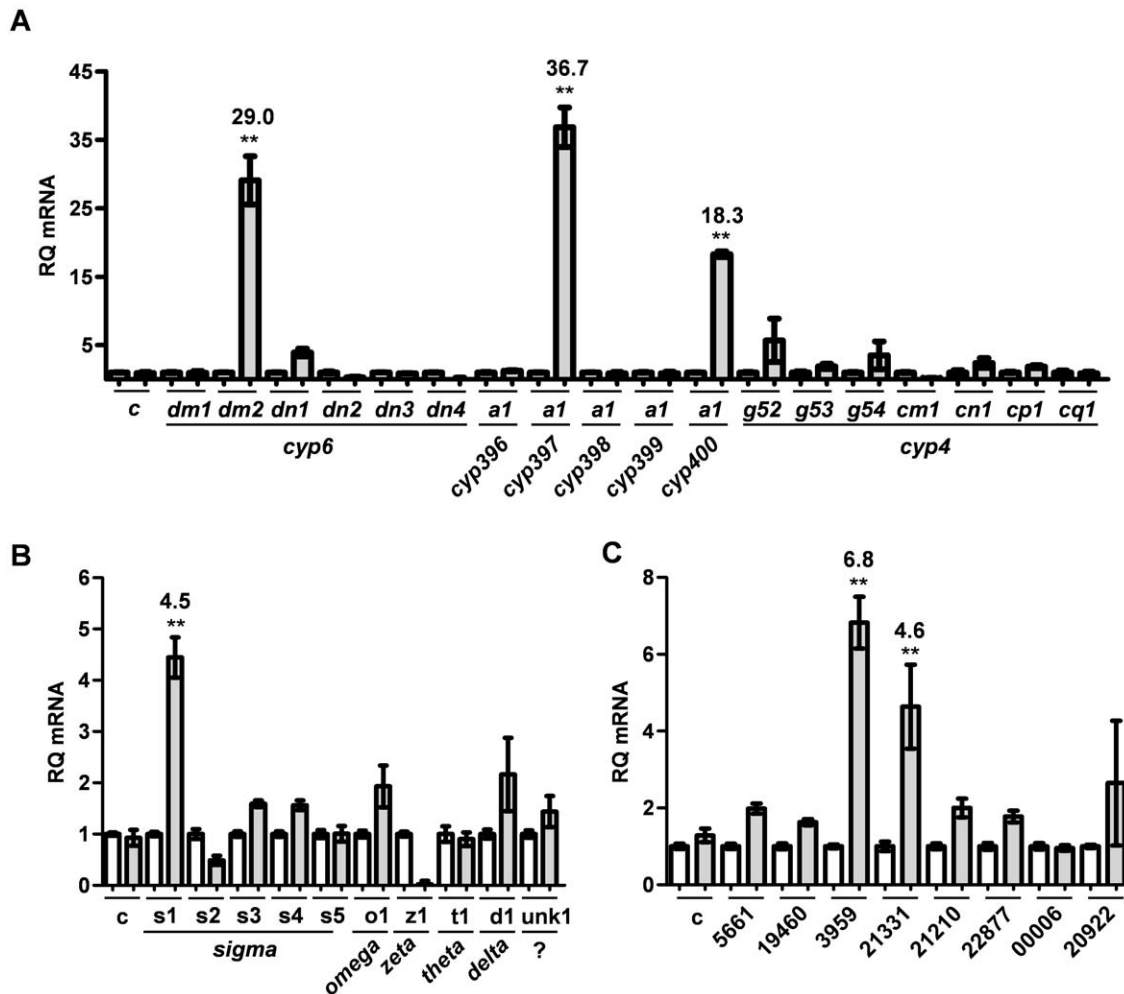 A
36.7
**
29.0
**
18.3
**
RQ mRNA
45
35
25
15
5
c dm1 dm2 dn1 dn2 dn3 dn4 a1 a1 a1 a1 a1 g52 g53 g54 cm1 cn1 cp1 cq1
cyp6 cyp396 cyp397 cyp398 cyp399 cyp400 cyp4
B
4.5
**
RQ mRNA
6
5
4
3
2
1
0
c s1 s2 s3 s4 s5 o1 z1 t1 d1 unk1
sigma omega zeta theta delta ?
C
6.8
**
4.6
**
RQ mRNA
8
6
4
2
0
c 5661 19460 3959 21331 21210 22877 00006 20922